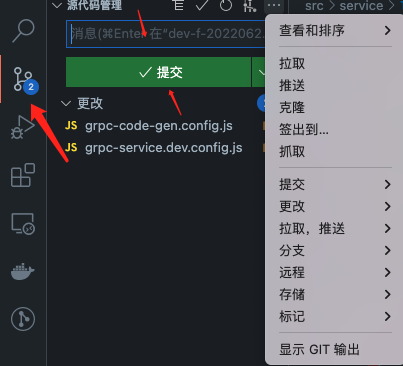 源代码管理
src > service >
消息(⌘Enter 在"dev-f-2022062...
提交
更改
JS grpc-code-gen.config.js
JS grpc-service.dev.config.js
2
查看和排序
拉取
推送
克隆
签出到...
抓取
提交
更改
拉取，推送
分支
远程
存储
标记
显示 GIT 输出